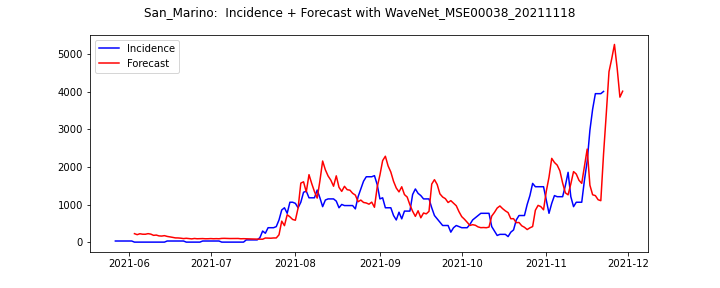 San_Marino:  Incidence + Forecast with WaveNet_MSE00038_20211118
Incidence
Forecast
5000
4000
3000
2000
1000
0
2021-06 2021-07 2021-08 2021-09 2021-10 2021-11 2021-12